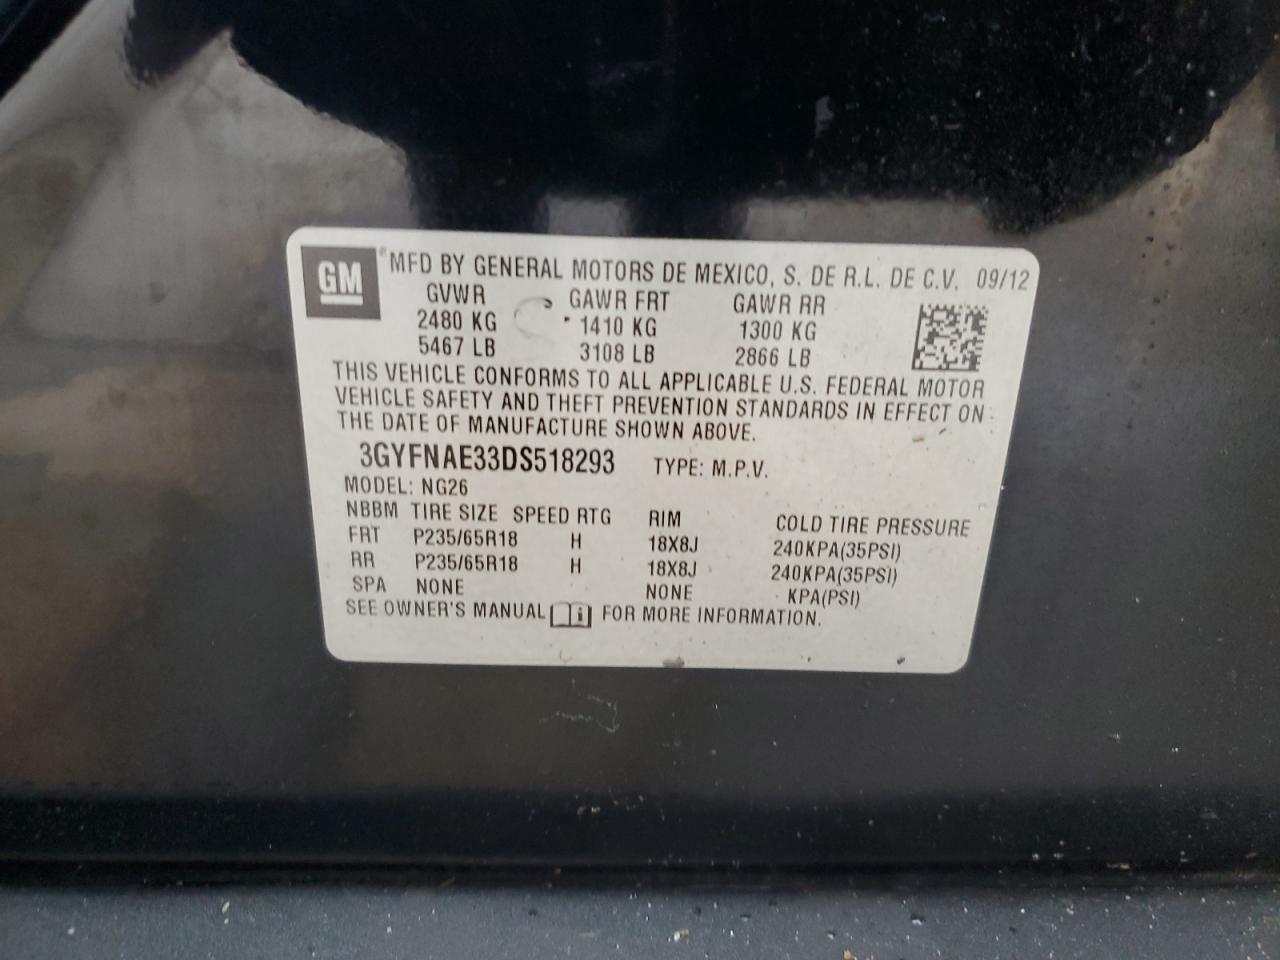 GM ® MFD BY GENERAL MOTORS DE MEXICO, S. DE R.L. DE C.V. 09/12
GVWR GAWR FRT GAWR RR
2480 KG 1410 KG 1300 KG
5467 LB 3108 LB 2866 LB
THIS VEHICLE CONFORMS TO ALL APPLICABLE U.S. FEDERAL MOTOR
VEHICLE SAFETY AND THEFT PREVENTION STANDARDS IN EFFECT ON
THE DATE OF MANUFACTURE SHOWN ABOVE.
3GYFNAE33DS518293 TYPE: M.P.V.
MODEL: NG26
NBBM TIRE SIZE SPEED RTG RIM COLD TIRE PRESSURE
FRT P235/65R18 H 18X8J 240KPA(35PSI)
RR P235/65R18 H 18X8J 240KPA(35PSI)
SPA NONE NONE KPA(PSI)
SEE OWNER'S MANUAL i FOR MORE INFORMATION.